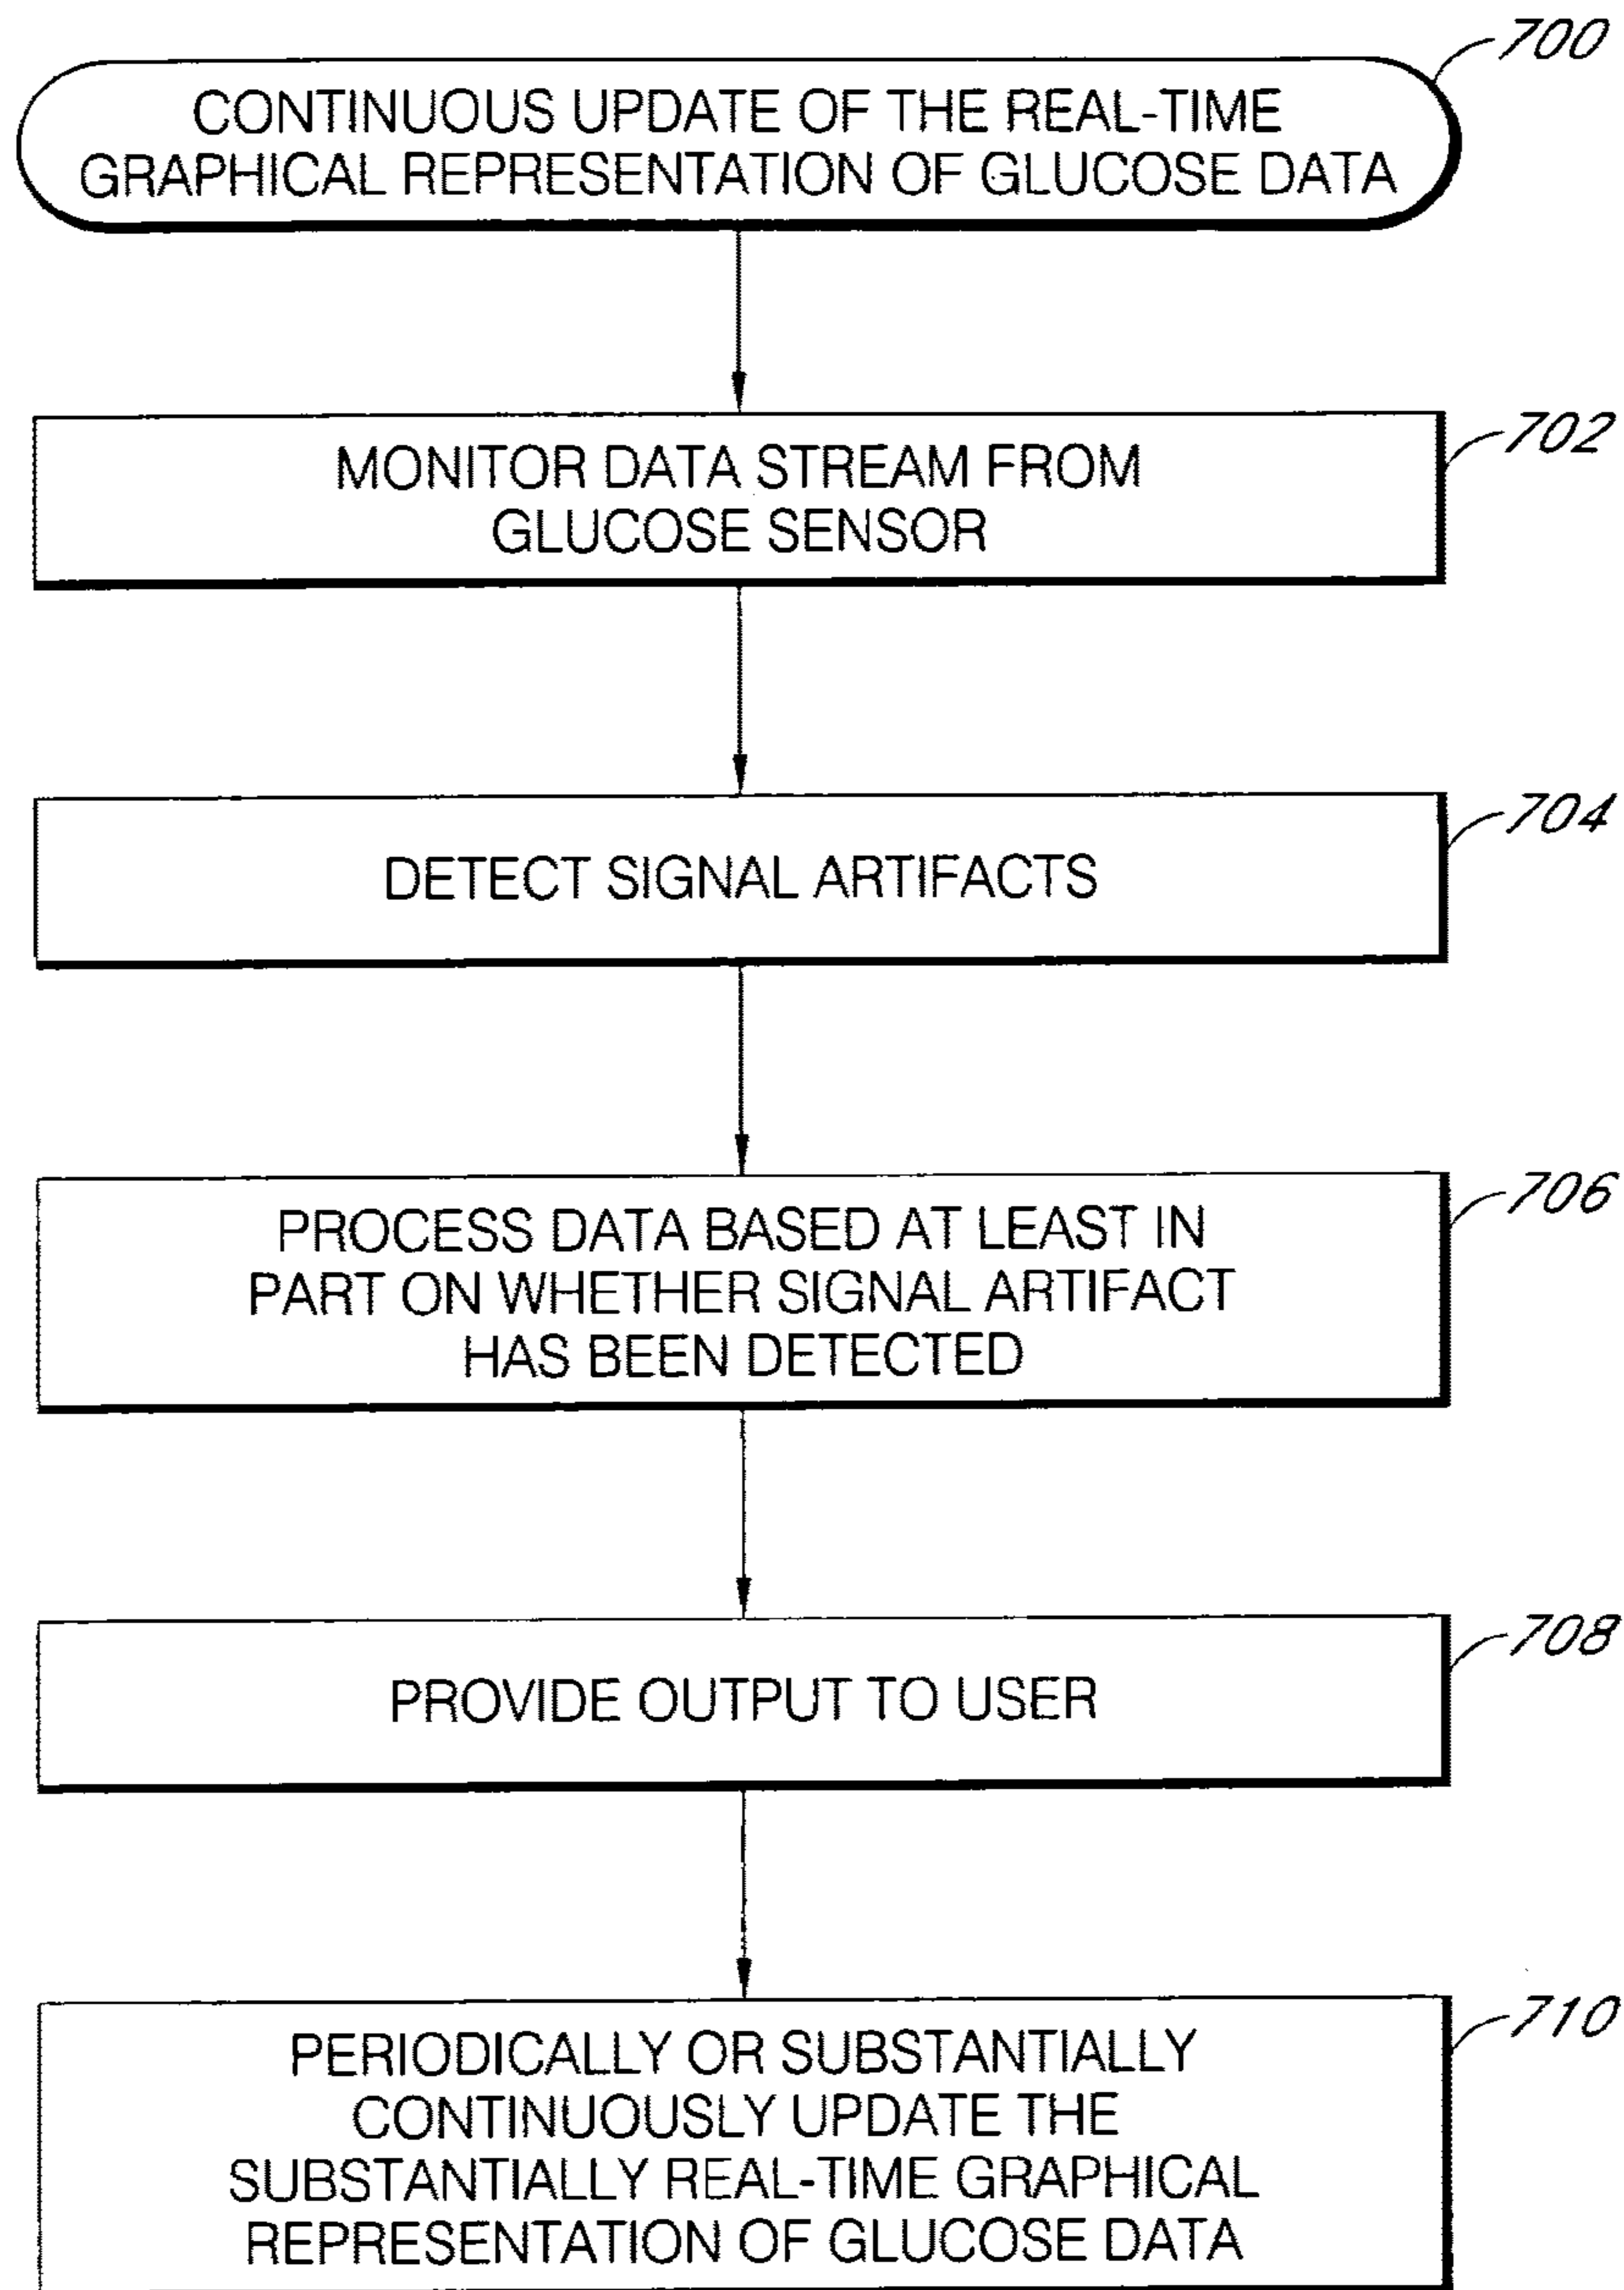 700
CONTINUOUS UPDATE OF THE REAL-TIME
GRAPHICAL REPRESENTATION OF GLUCOSE DATA
702
MONITOR DATA STREAM FROM
GLUCOSE SENSOR
704
DETECT SIGNAL ARTIFACTS
706
PROCESS DATA BASED AT LEAST IN
PART ON WHETHER SIGNAL ARTIFACT
HAS BEEN DETECTED
708
PROVIDE OUTPUT TO USER
710
PERIODICALLY OR SUBSTANTIALLY
CONTINUOUSLY UPDATE THE
SUBSTANTIALLY REAL-TIME GRAPHICAL
REPRESENTATION OF GLUCOSE DATA